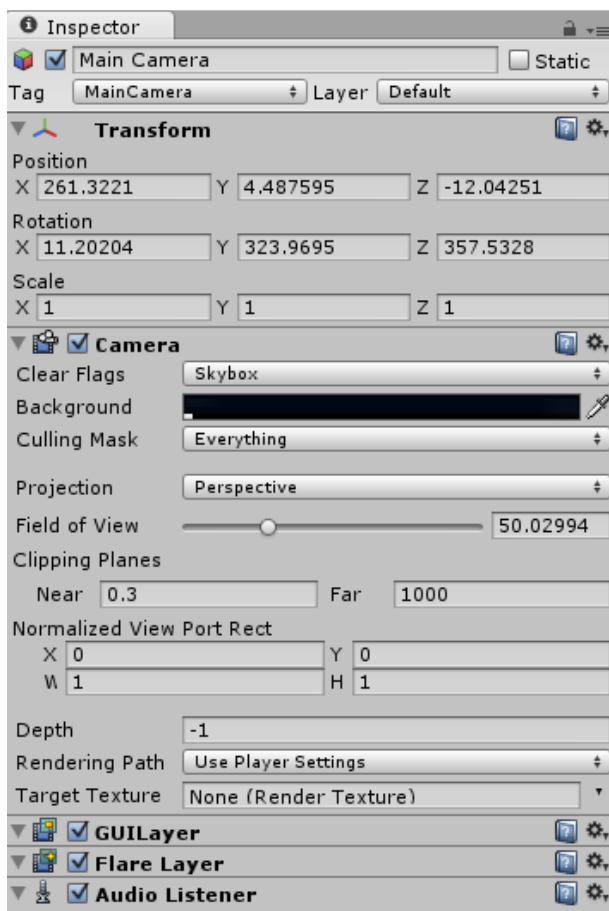 Inspector
Main Camera Static
Tag MainCamera Layer Default
Transform
Position
X 261.3221 Y 4.487595 Z -12.04251
Rotation
X 11.20204 Y 323.9695 Z 357.5328
Scale
X 1 Y 1 Z 1
Camera
Clear Flags Skybox
Background
Culling Mask Everything
Projection Perspective
Field of View 50.02994
Clipping Planes
Near 0.3 Far 1000
Normalized View Port Rect
X 0 Y 0
W 1 H 1
Depth -1
Rendering Path Use Player Settings
Target Texture None (Render Texture)
GUILayer
Flare Layer
Audio Listener